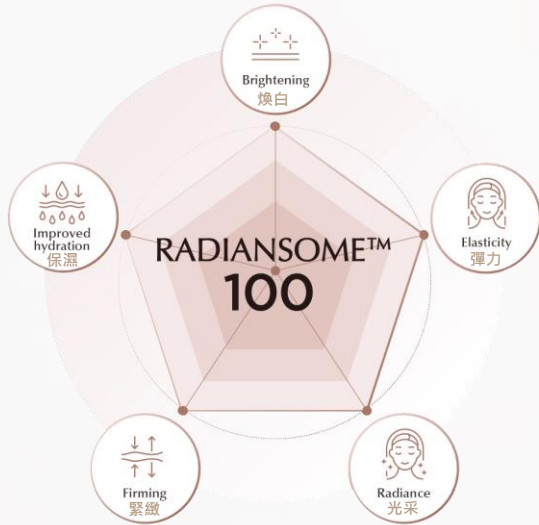 Brightening
煥白
Improved
hydration
保濕
Elasticity
彈力
RADIANSOME™
100
Firming
緊緻
Radiance
光采